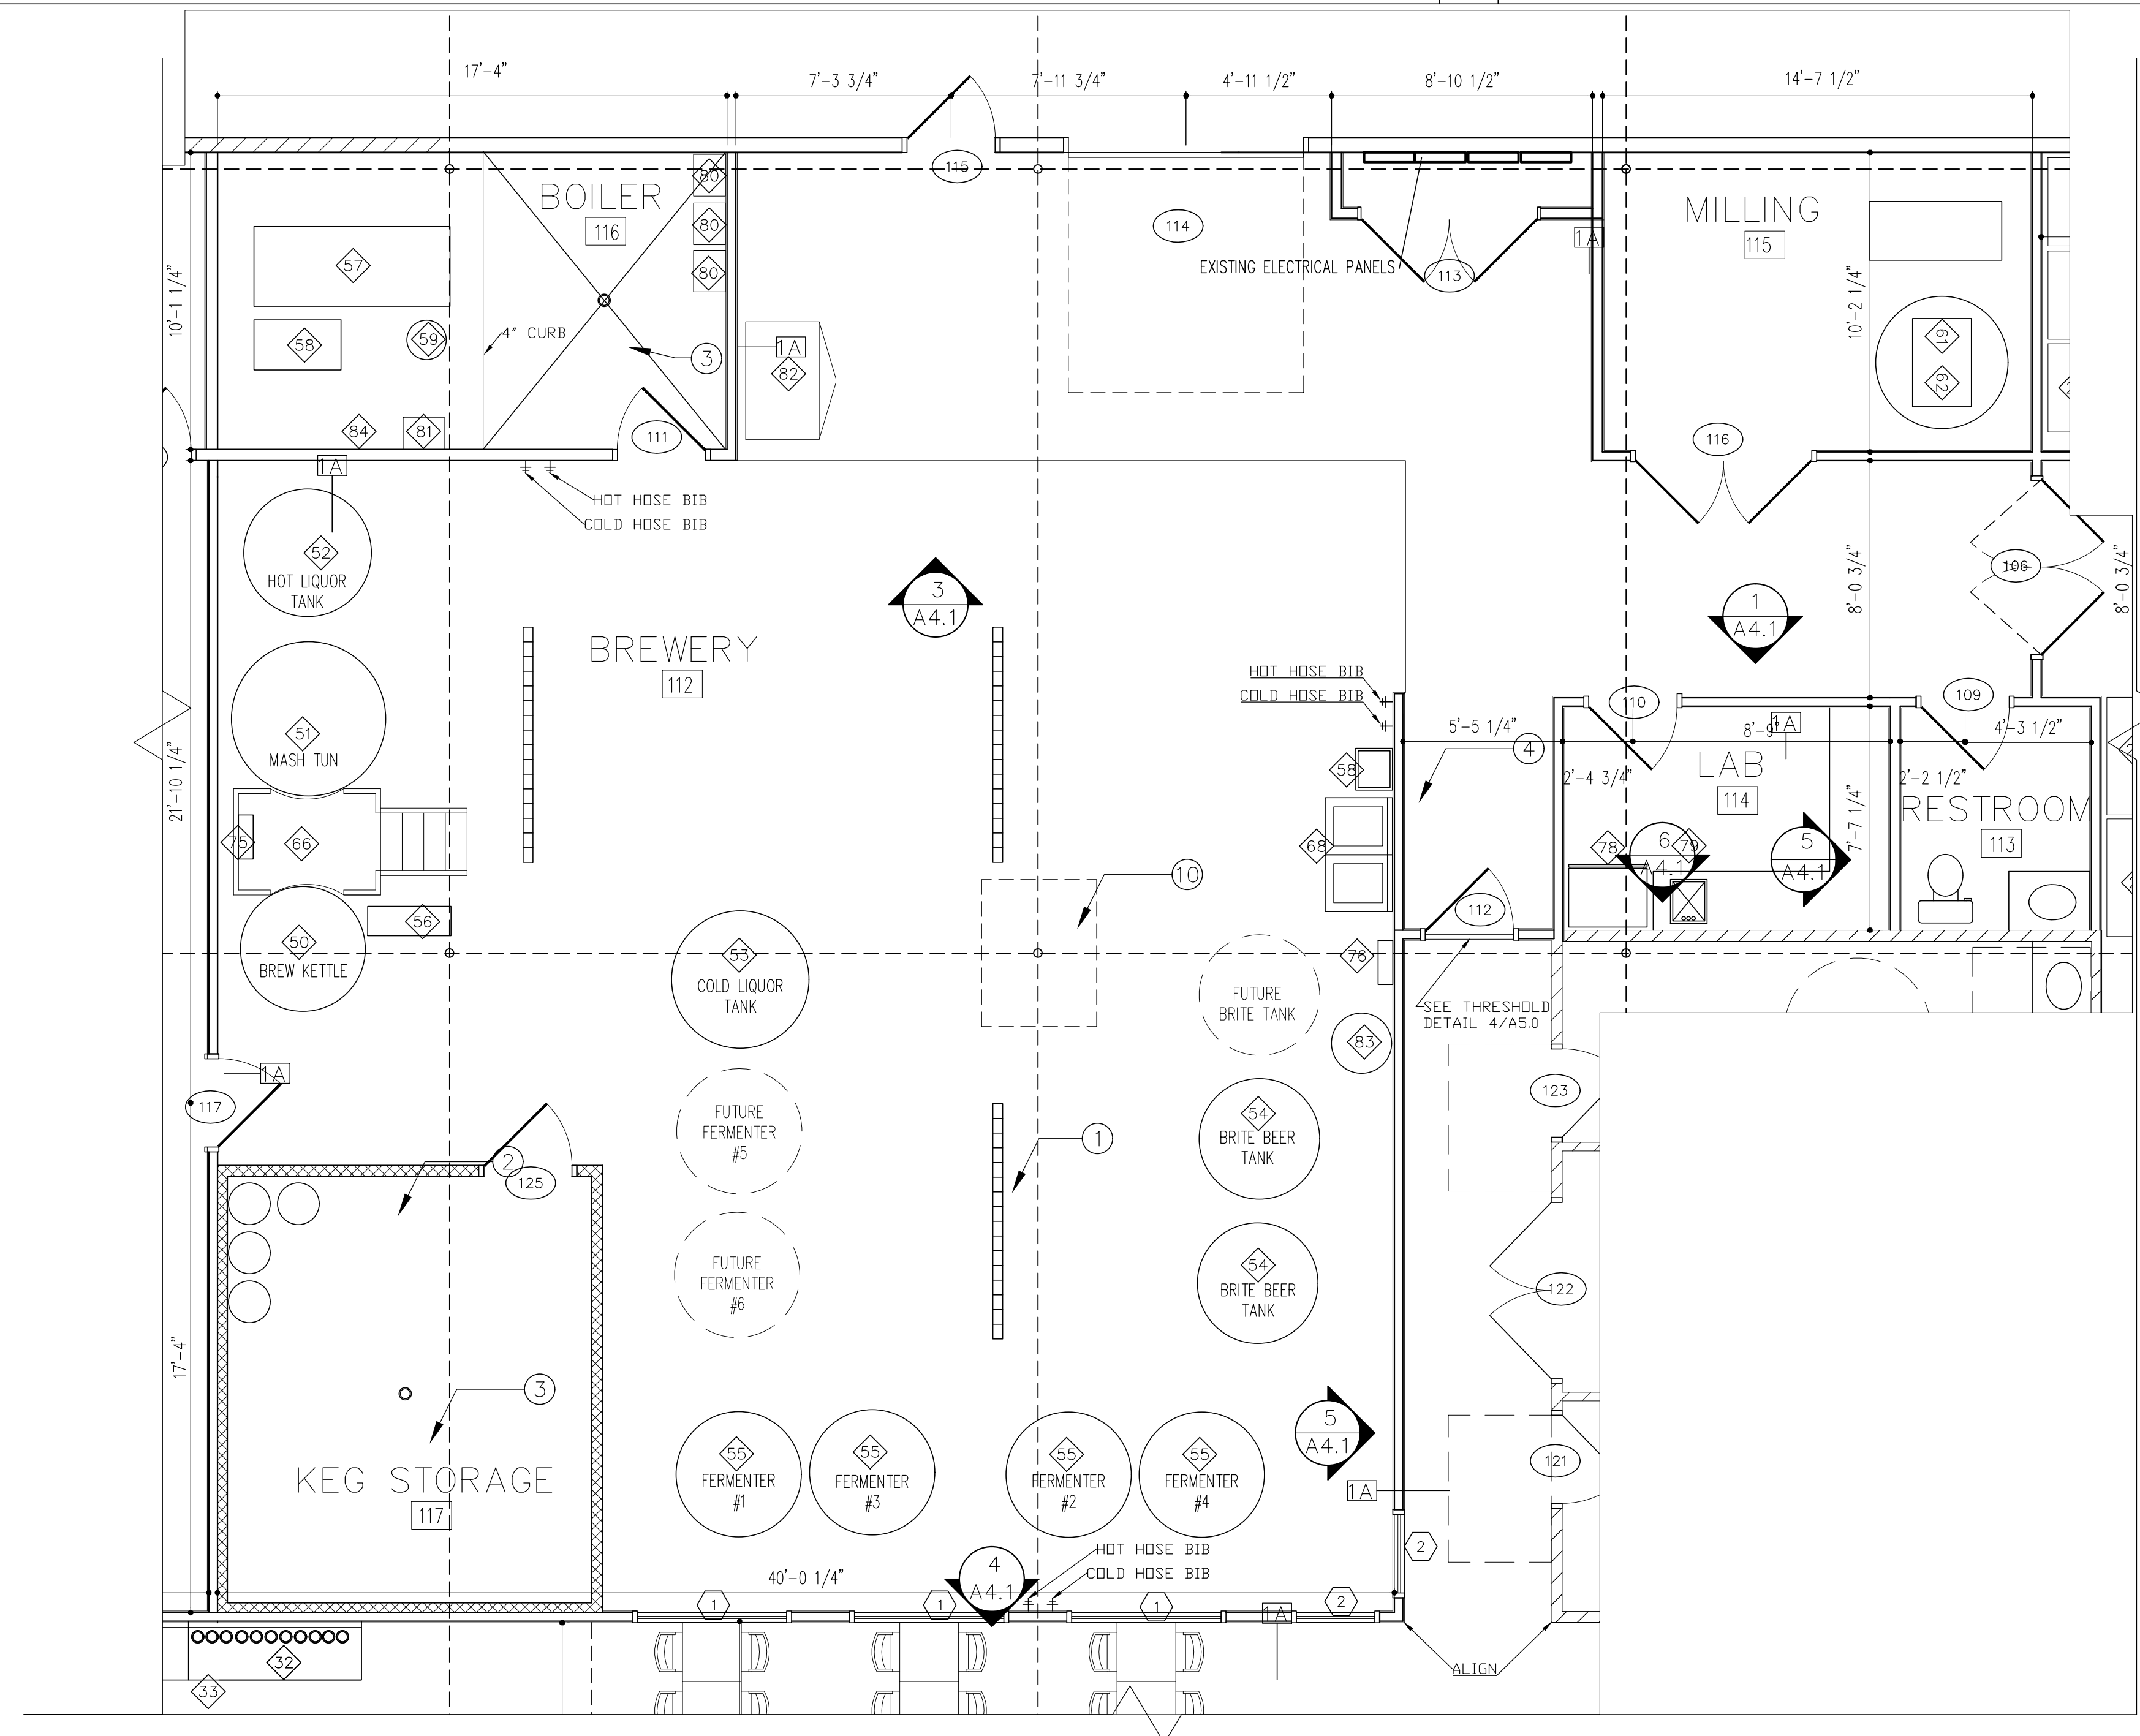 17'-4"
7'-3 3/4"
7'-11 3/4"
4'-11 1/2"
8'-10 1/2"
14'-7 1/2"
115
BOILER
116
80
80
80
57
58
59
4" CURB
3
84
81
111
1A
82
114
EXISTING ELECTRICAL PANELS
113
1A
MILLING
115
10'-2 1/4"
61
62
116
10'-1 1/4"
1A
HOT HOSE BIB
COLD HOSE BIB
52
HOT LIQUOR
TANK
BREWERY
112
3
A4.1
1
A4.1
8'-0 3/4"
106
8'-0 3/4"
51
MASH TUN
21'-10 1/4"
75
66
56
50
BREW KETTLE
HOT HOSE BIB
COLD HOSE BIB
58
68
76
5'-5 1/4"
4
110
8'-9"
1A
109
4'-3 1/2"
2'-4 3/4"
LAB
114
2'-2 1/2"
7'-7 1/4"
RESTROOM
113
78
6
A4.1
79
5
A4.1
112
SEE THRESHOLD
DETAIL 4/A5.0
10
53
COLD LIQUOR
TANK
FUTURE
BRITE TANK
83
1A
117
FUTURE
FERMENTER
#5
1
54
BRITE BEER
TANK
123
2
125
FUTURE
FERMENTER
#6
54
BRITE BEER
TANK
122
17'-4"
3
KEG STORAGE
117
55
FERMENTER
#1
55
FERMENTER
#3
55
FERMENTER
#2
55
FERMENTER
#4
5
A4.1
121
1A
2
HOT HOSE BIB
COLD HOSE BIB
40'-0 1/4"
4
A4.1
1
1
1
2
1A
32
33
ALIGN